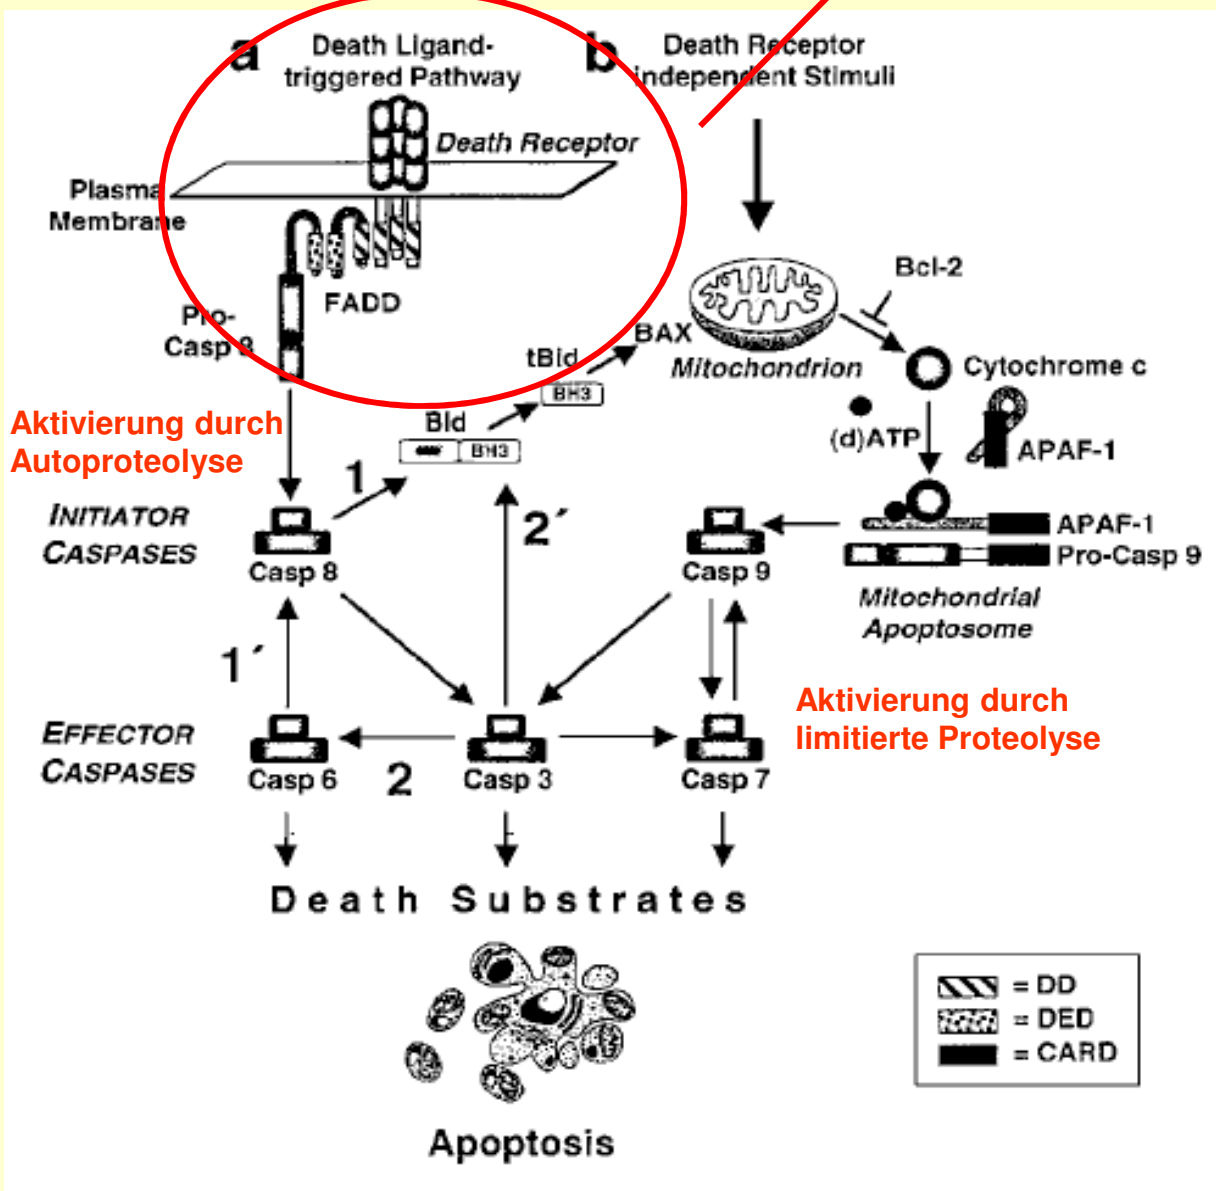 a
Death Ligand-
triggered Pathway
b
Death Receptor
independent Stimuli
Death Receptor
Plasma
Membrane
FADD
Pro-
Casp 8
Bcl-2
BAX
Mitochondrion
tBid
BH3
Cytochrome c
(d)ATP
APAF-1
Aktivierung durch
Autoproteolyse
Bid
BH3
1
2´
INITIATOR
CASPASES
Casp 8
Casp 9
APAF-1
Pro-Casp 9
Mitochondrial
Apoptosome
1´
Aktivierung durch
limitierte Proteolyse
EFFECTOR
CASPASES
Casp 6
2
Casp 3
Casp 7
Death Substrates
= DD
= DED
= CARD
Apoptosis